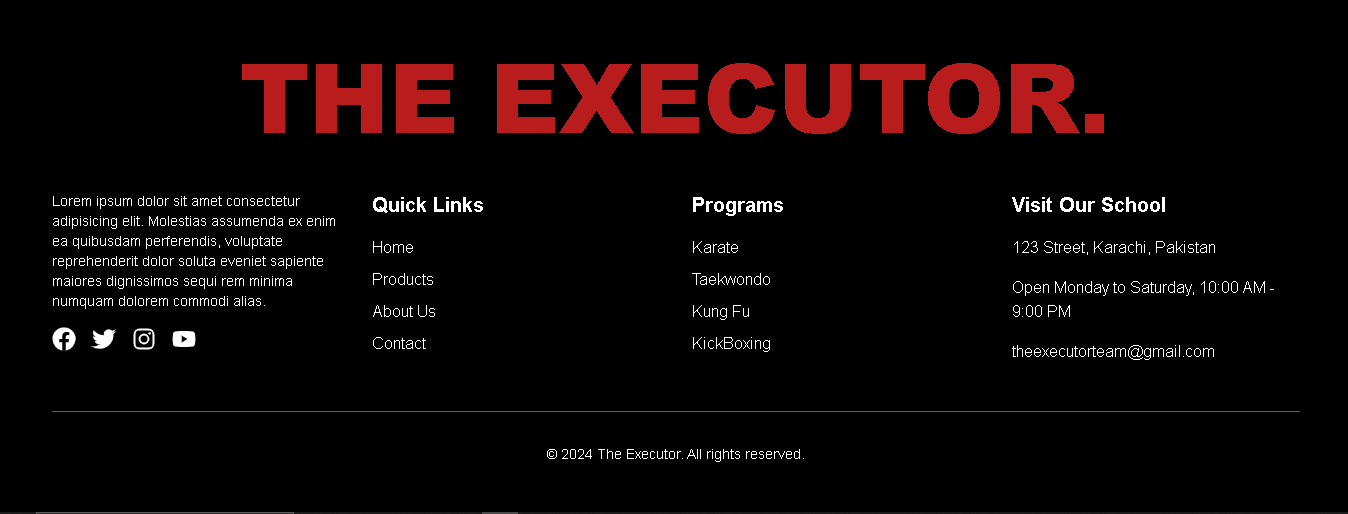 THE EXECUTOR.
Lorem ipsum dolor sit amet consectetur
adipisicing elit. Molestias assumenda ex enim
ea quibusdam perferendis, voluptate
reprehenderit dolor soluta eveniet sapiente
maiores dignissimos sequi rem minima
numquam dolorem commodi alias.
Quick Links
Home
Products
About Us
Contact
Programs
Karate
Taekwondo
Kung Fu
KickBoxing
Visit Our School
123 Street, Karachi, Pakistan
Open Monday to Saturday, 10:00 AM -
9:00 PM
theexecutorteam@gmail.com
© 2024 The Executor. All rights reserved.